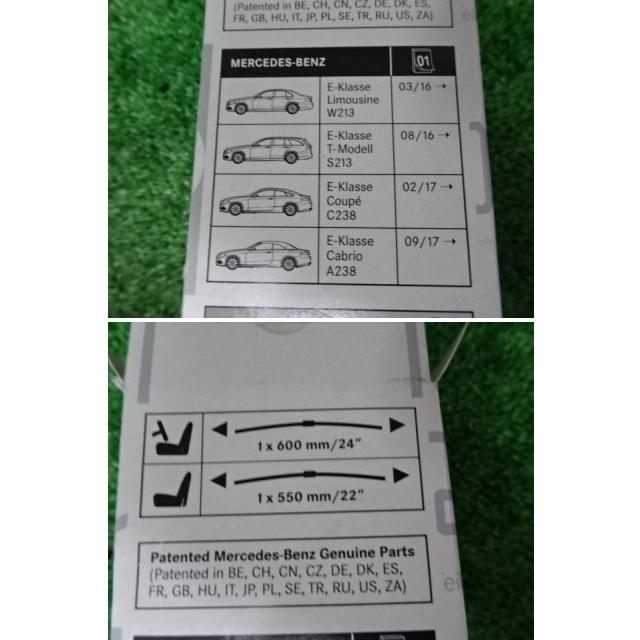 (Patented in BE, CH, CN, CZ, DE, DK, ES,
FR, GB, HU, IT, JP, PL, SE, TR, RU, US, ZA)
MERCEDES-BENZ 01
E-Klasse
Limousine
W213
03/16 →
E-Klasse
T-Modell
S213
08/16 →
E-Klasse
Coupé
C238
02/17 →
E-Klasse
Cabrio
A238
09/17 →
1 x 600 mm/24"
1 x 550 mm/22"
Patented Mercedes-Benz Genuine Parts
(Patented in BE, CH, CN, CZ, DE, DK, ES,
FR, GB, HU, IT, JP, PL, SE, TR, RU, US, ZA)